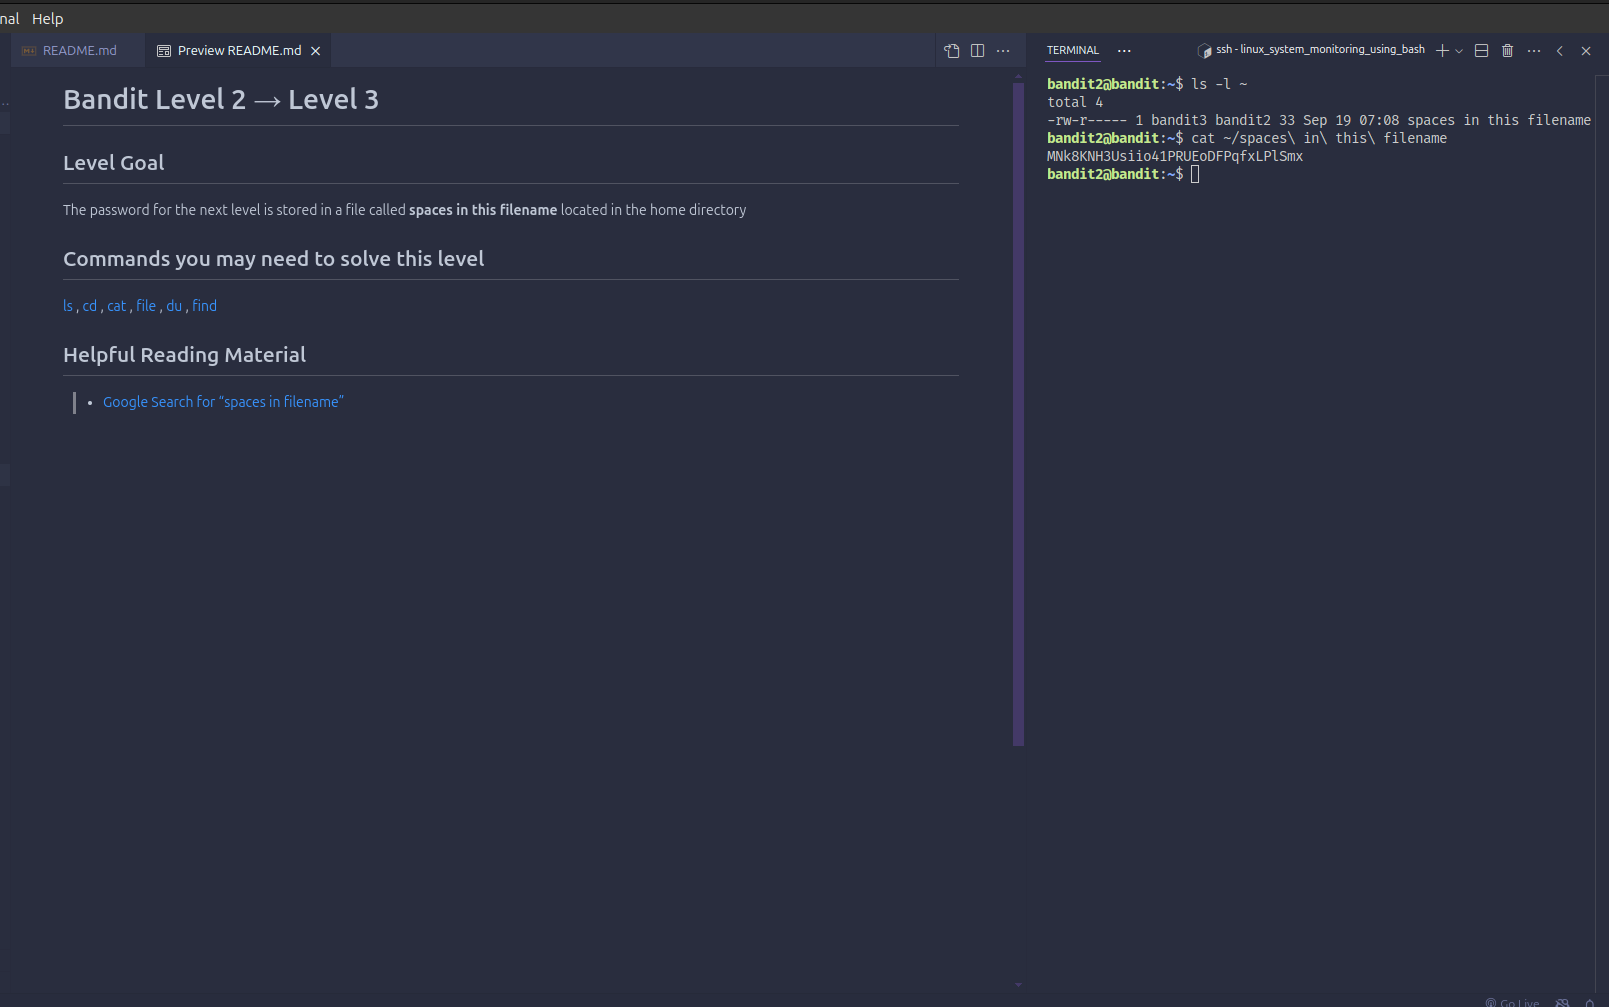 nal Help
README.md
Preview README.md
Bandit Level 2 → Level 3
Level Goal
The password for the next level is stored in a file called spaces in this filename located in the home directory
Commands you may need to solve this level
ls , cd , cat , file , du , find
Helpful Reading Material
• Google Search for “spaces in filename”
TERMINAL
ssh - linux_system_monitoring_using_bash
bandit2@bandit:~$ ls -l ~
total 4
-rw-r----- 1 bandit3 bandit2 33 Sep 19 07:08 spaces in this filename
bandit2@bandit:~$ cat ~/spaces\ in\ this\ filename
MNk8KNH3Usiio41PRUEoDFPqfxLPlSmx
bandit2@bandit:~$
Go Live